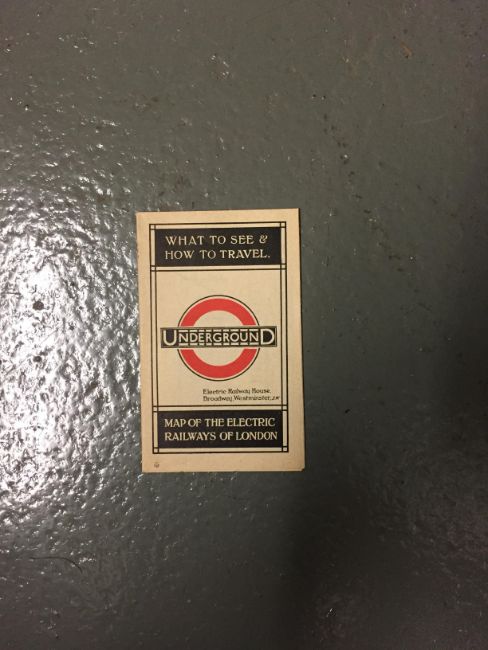 WHAT TO SEE &
HOW TO TRAVEL.
UNDERGROUND
Electric Railway House,
Broadway, Westminster, S.W.
MAP OF THE ELECTRIC
RAILWAYS OF LONDON